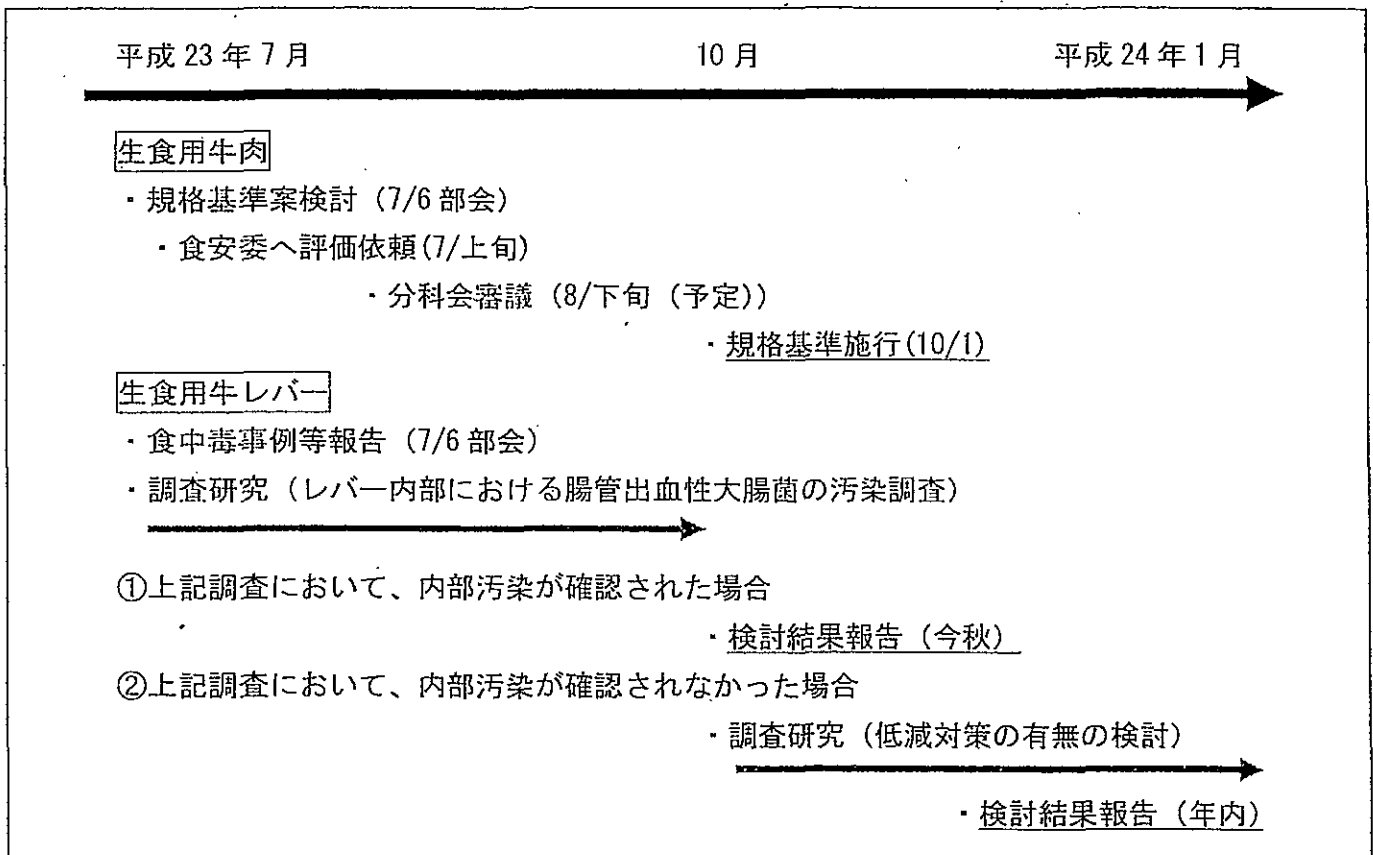 平成 23 年 7 月 10 月 平成 24 年 1 月
生食用牛肉
・規格基準案検討（7/6 部会）
・食安委へ評価依頼(7/上旬)
・分科会審議（8/下旬（予定））
・規格基準施行(10/1)
生食用牛レバー
・食中毒事例等報告（7/6 部会）
・調査研究（レバー内部における腸管出血性大腸菌の汚染調査）
①上記調査において、内部汚染が確認された場合
・検討結果報告（今秋）
②上記調査において、内部汚染が確認されなかった場合
・調査研究（低減対策の有無の検討）
・検討結果報告（年内）